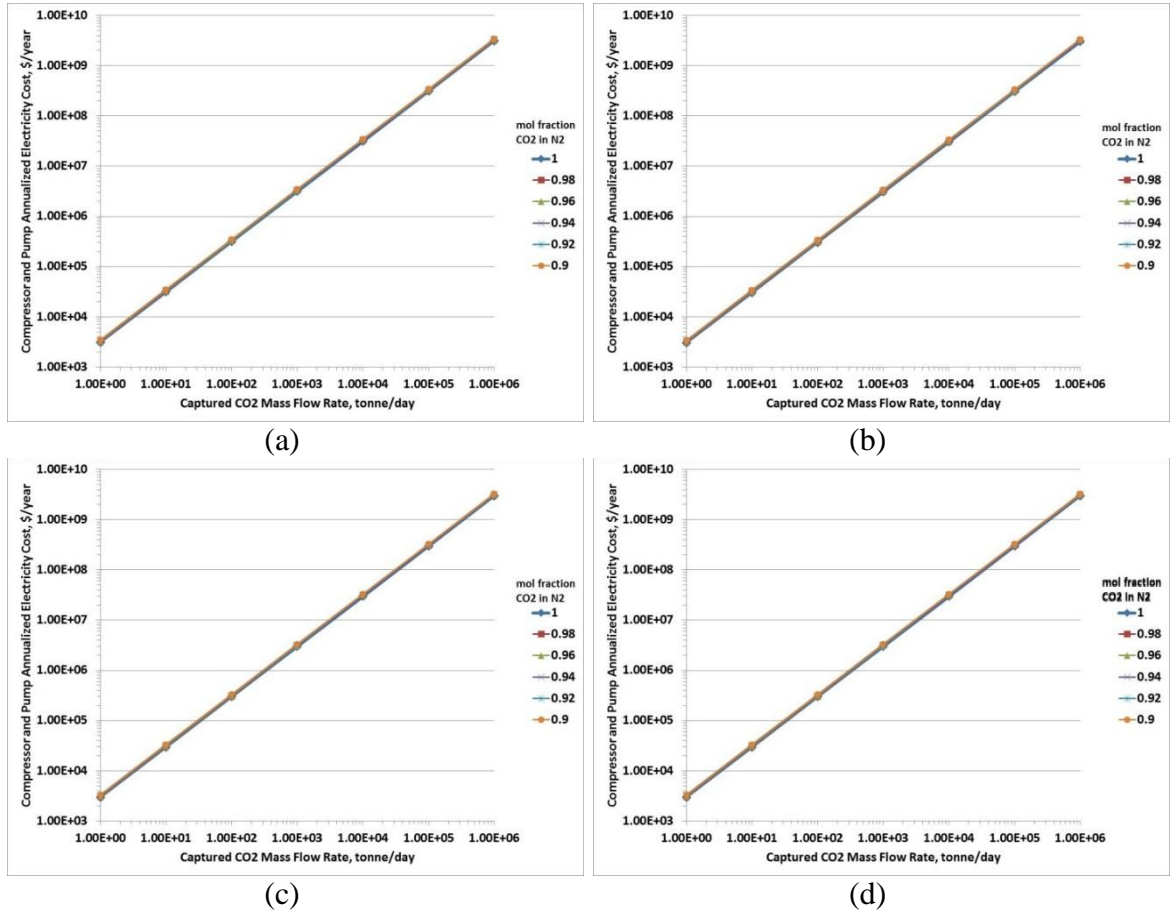 Compressor and Pump Annualized Electricity Cost, $/year
1.00E+10
1.00E+09
1.00E+08
1.00E+07
1.00E+06
1.00E+05
1.00E+04
1.00E+03
1.00E+00 1.00E+01 1.00E+02 1.00E+03 1.00E+04 1.00E+05 1.00E+06
Captured CO2 Mass Flow Rate, tonne/day
mol fraction
CO2 in N2
1
0.98
0.96
0.94
0.92
0.9
(a)
Compressor and Pump Annualized Electricity Cost, $/year
1.00E+10
1.00E+09
1.00E+08
1.00E+07
1.00E+06
1.00E+05
1.00E+04
1.00E+03
1.00E+00 1.00E+01 1.00E+02 1.00E+03 1.00E+04 1.00E+05 1.00E+06
Captured CO2 Mass Flow Rate, tonne/day
mol fraction
CO2 in N2
1
0.98
0.96
0.94
0.92
0.9
(b)
Compressor and Pump Annualized Electricity Cost, $/year
1.00E+10
1.00E+09
1.00E+08
1.00E+07
1.00E+06
1.00E+05
1.00E+04
1.00E+03
1.00E+00 1.00E+01 1.00E+02 1.00E+03 1.00E+04 1.00E+05 1.00E+06
Captured CO2 Mass Flow Rate, tonne/day
mol fraction
CO2 in N2
1
0.98
0.96
0.94
0.92
0.9
(c)
Compressor and Pump Annualized Electricity Cost, $/year
1.00E+10
1.00E+09
1.00E+08
1.00E+07
1.00E+06
1.00E+05
1.00E+04
1.00E+03
1.00E+00 1.00E+01 1.00E+02 1.00E+03 1.00E+04 1.00E+05 1.00E+06
Captured CO2 Mass Flow Rate, tonne/day
mol fraction
CO2 in N2
1
0.98
0.96
0.94
0.92
0.9
(d)